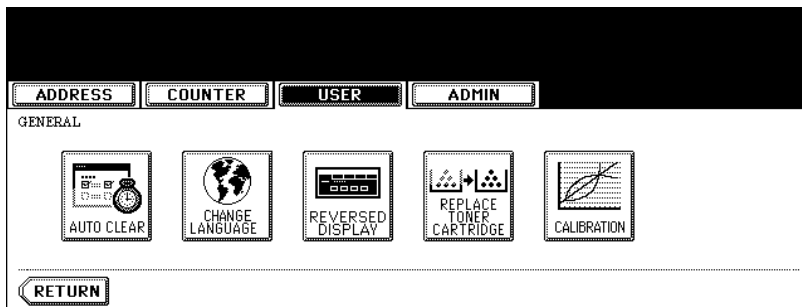 ADDRESS COUNTER USER ADMIN
GENERAL
AUTO CLEAR
CHANGE
LANGUAGE
REVERSED
DISPLAY
REPLACE
TONER
CARTRIDGE
CALIBRATION
RETURN